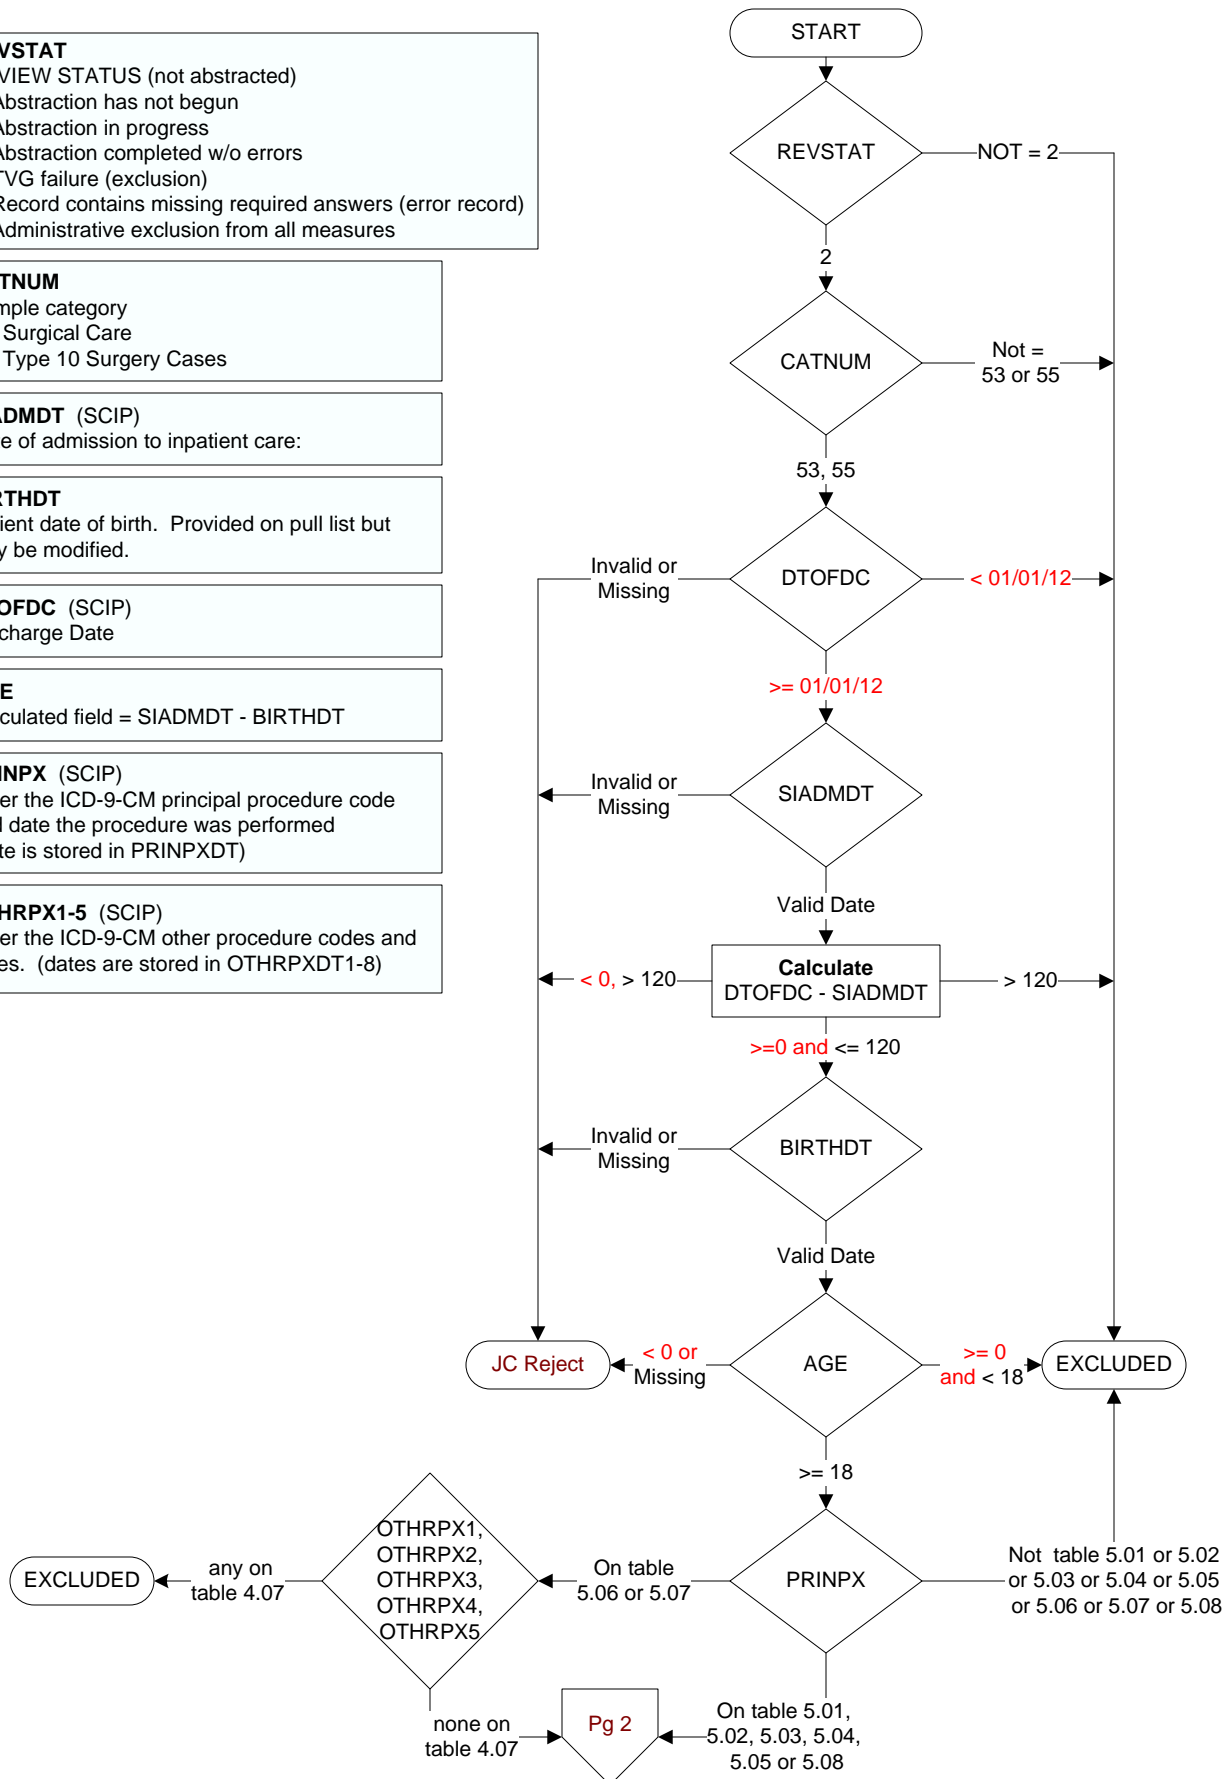 VSTAT
VIEW STATUS (not abstracted)
Abstraction has not begun
Abstraction in progress
Abstraction completed w/o errors
TVG failure (exclusion)
Record contains missing required answers (error record)
Administrative exclusion from all measures
TNUM
mple category
Surgical Care
Type 10 Surgery Cases
ADMDT (SCIP)
e of admission to inpatient care:
RTHDT
ient date of birth. Provided on pull list but
y be modified.
OFDC (SCIP)
charge Date
E
culated field = SIADMDT - BIRTHDT
INPX (SCIP)
er the ICD-9-CM principal procedure code
d date the procedure was performed
te is stored in PRINPXDT)
HRPX1-5 (SCIP)
er the ICD-9-CM other procedure codes and
es. (dates are stored in OTHRPXDT1-8)
START
REVSTAT
NOT = 2
2
CATNUM
Not =
53 or 55
53, 55
Invalid or
Missing
DTOFDC
< 01/01/12
>= 01/01/12
Invalid or
Missing
SIADMDT
Valid Date
< 0, > 120
Calculate
DTOFDC - SIADMDT
> 120
>=0 and <= 120
Invalid or
Missing
BIRTHDT
Valid Date
JC Reject
< 0 or
Missing
AGE
>= 0
and < 18
EXCLUDED
>= 18
EXCLUDED
any on
table 4.07
OTHRPX1,
OTHRPX2,
OTHRPX3,
OTHRPX4,
OTHRPX5
On table
5.06 or 5.07
PRINPX
Not table 5.01 or 5.02
or 5.03 or 5.04 or 5.05
or 5.06 or 5.07 or 5.08
none on
table 4.07
Pg 2
On table 5.01,
5.02, 5.03, 5.04,
5.05 or 5.08